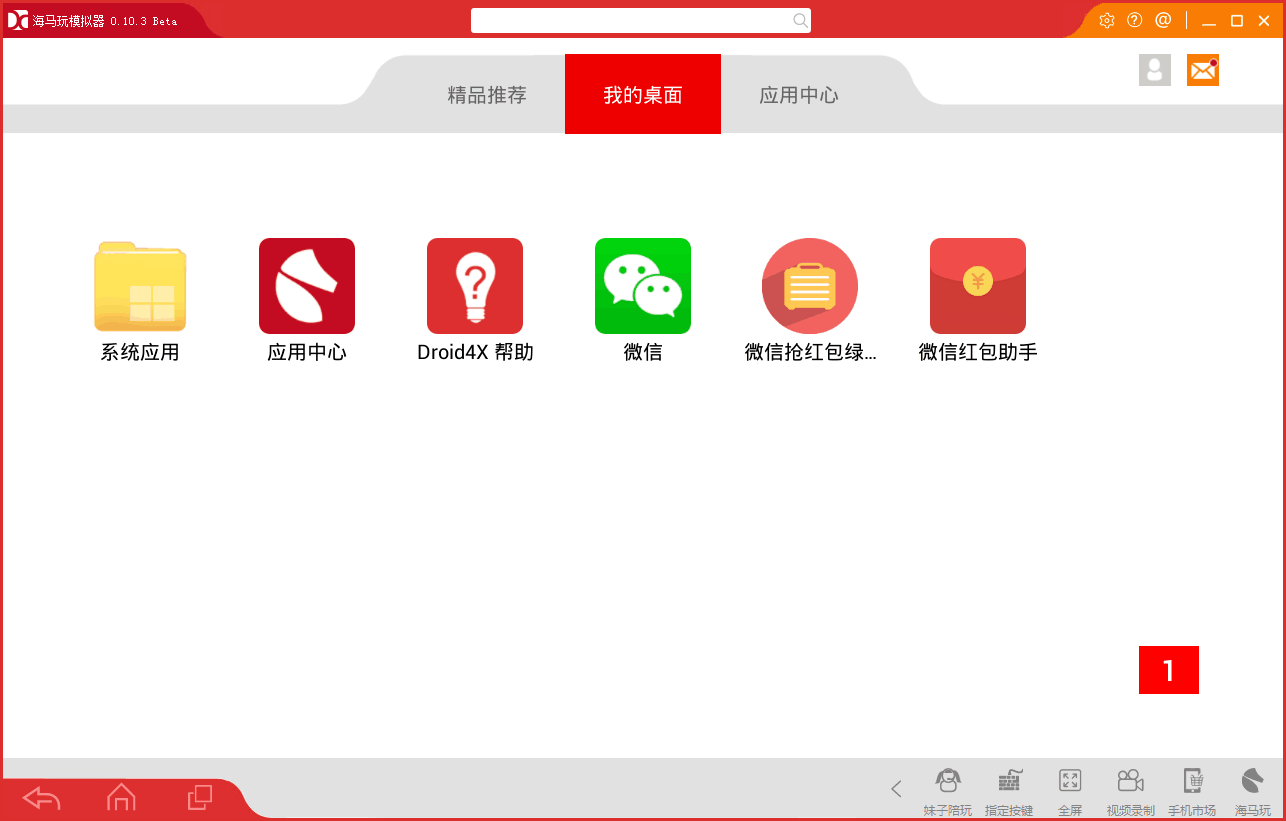 海马玩模拟器 0.10.3 Beta
精品推荐
我的桌面
应用中心
系统应用
应用中心
Droid4X 帮助
微信
微信抢红包绿...
微信红包助手
1
妹子陪玩
指定按键
全屏
视频录制
手机市场
海马玩